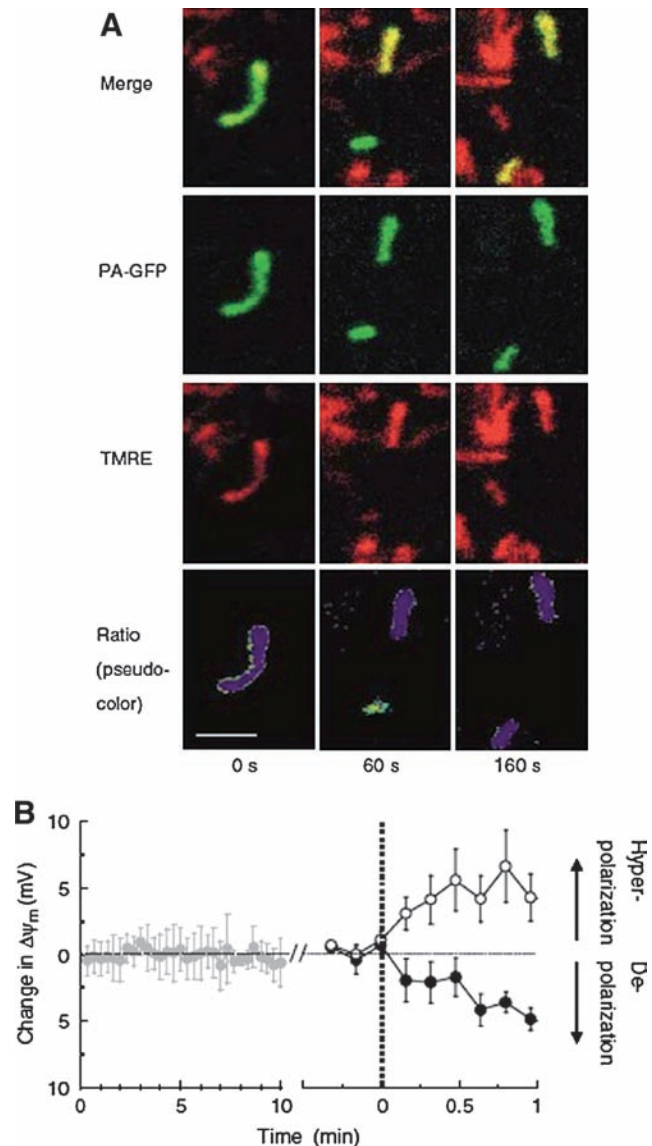 A
Merge
PA-GFP
TMRE
Ratio
(pseudo-
color)
0 s
60 s
160 s
B
10
5
0
5
10
Change in Δψm (mV)
0
5
10
0
0.5
1
Time (min)
Hyper-
polarization
De-
polarization